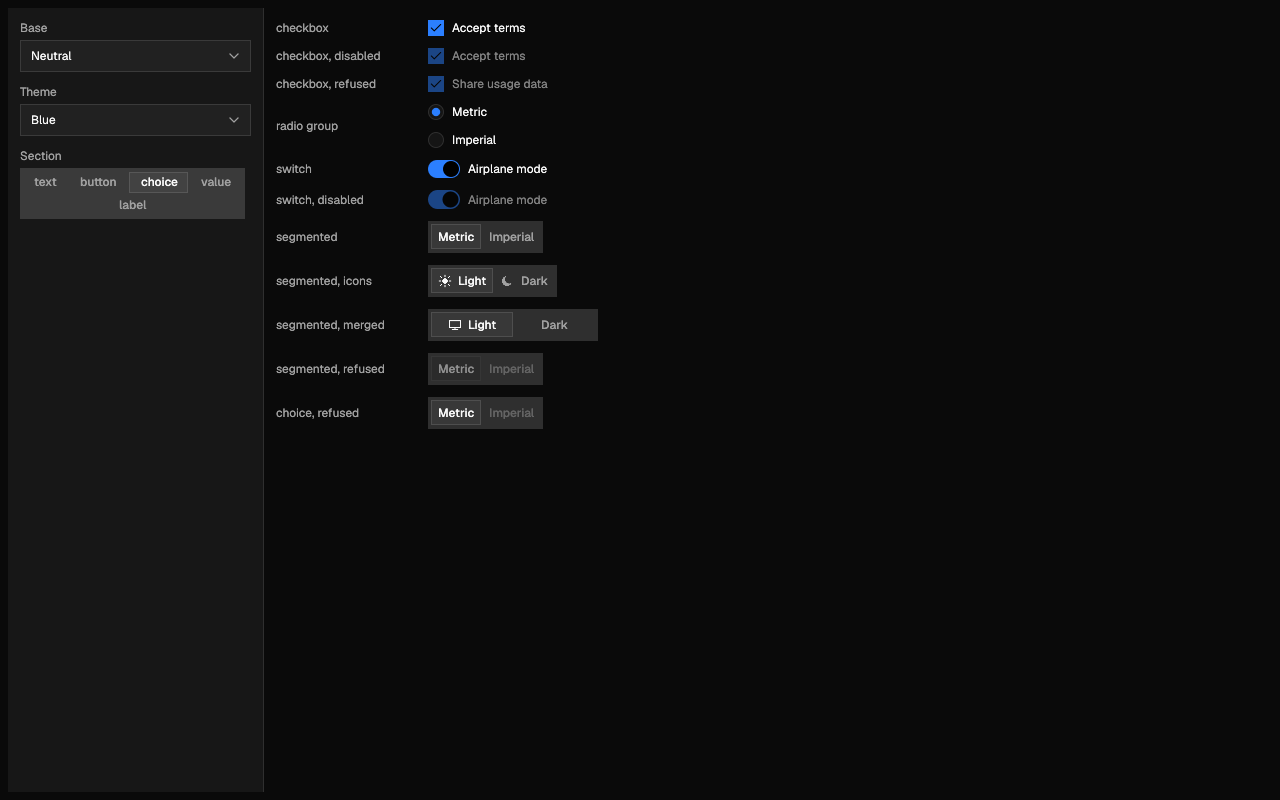 Base
Neutral
Theme
Blue
Section
text button choice value
label
checkbox Accept terms
checkbox, disabled Accept terms
checkbox, refused Share usage data
radio group
Metric
Imperial
switch Airplane mode
switch, disabled Airplane mode
segmented Metric Imperial
segmented, icons Light Dark
segmented, merged Light Dark
segmented, refused Metric Imperial
choice, refused Metric Imperial